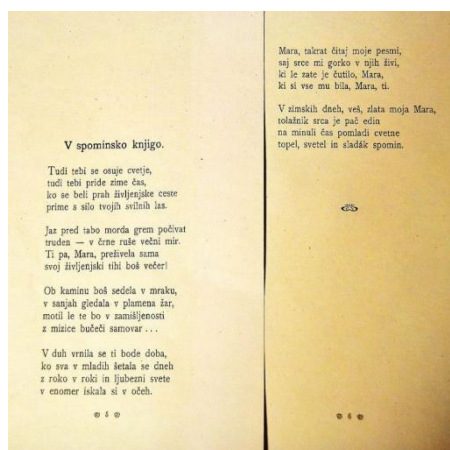 V spominsko knjigo.
Tudi tebi se osuje cvetje,
tudi tebi pride zime čas,
ko se beli prah življenjske ceste
prime s silo tvojih svilnih las.
Jaz pred tabo morda grem počivat
truden — v črne ruše večni mir.
Ti pa, Mara, preživela sama
svoj življenjski tihi boš večer!
Ob kaminu boš sedela v mraku,
v sanjah gledala v plamena žar,
motil le te bo v zamišljenosti
z mizice bučeči samovar . . .
V duh vrnila se ti bode doba,
ko sva v mladih šetala se dneh
z roko v roki in ljubezni svete
v enomer iskala si v očeh.
6
Mara, takrat čitaj moje pesmi,
saj srce mi gorko v njih živi,
ki le zate je čutilo, Mara,
ki si vse mu bila, Mara, ti.
V zimskih dneh, veš, zlata moja Mara,
tolažnik srca je pač edin
na minuli čas pomladi cvetne
topel, svetel in sladák spomin.